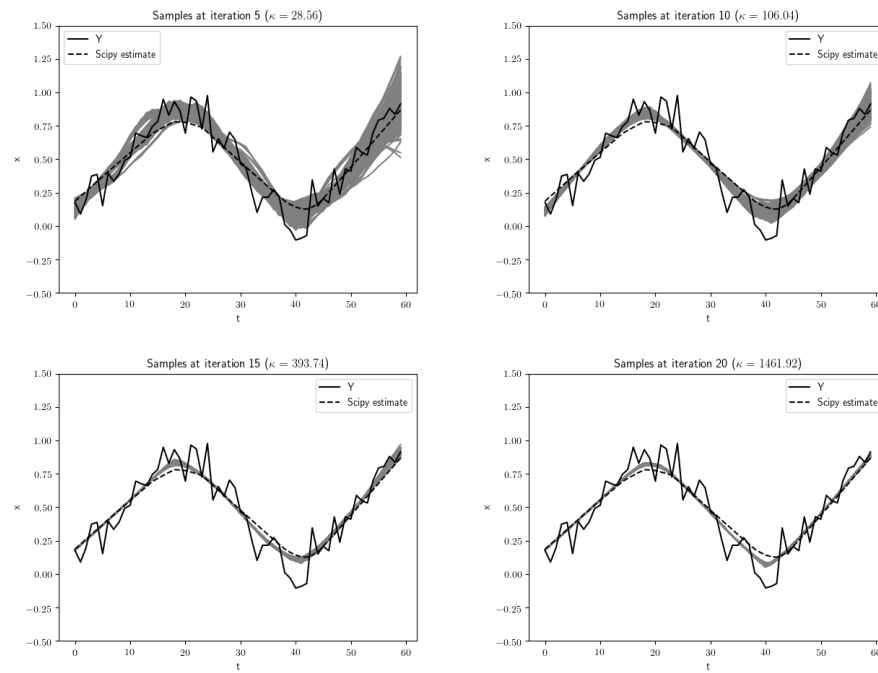 Samples at iteration 5 (κ = 28.56)
1.50
1.25
1.00
0.75
0.50
0.25
0.00
−0.25
−0.50
x
Y
Scipy estimate
0 10 20 30 40 50 60
t
Samples at iteration 10 (κ = 106.04)
1.50
1.25
1.00
0.75
0.50
0.25
0.00
−0.25
−0.50
x
Y
Scipy estimate
0 10 20 30 40 50 60
t
Samples at iteration 15 (κ = 393.74)
1.50
1.25
1.00
0.75
0.50
0.25
0.00
−0.25
−0.50
x
Y
Scipy estimate
0 10 20 30 40 50 60
t
Samples at iteration 20 (κ = 1461.92)
1.50
1.25
1.00
0.75
0.50
0.25
0.00
−0.25
−0.50
x
Y
Scipy estimate
0 10 20 30 40 50 60
t